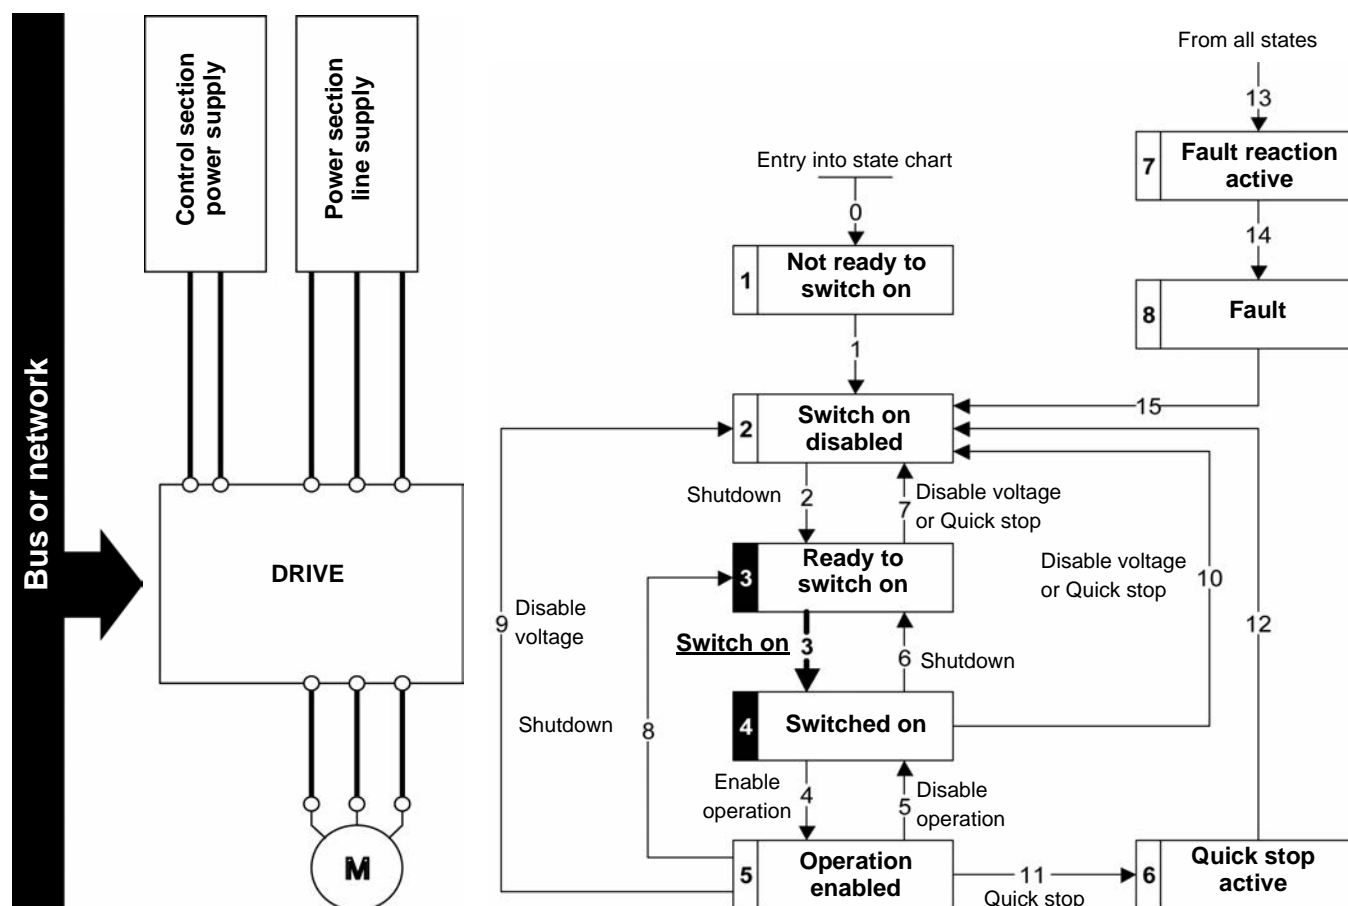 Bus or network
Control section
power supply
Power section
line supply
DRIVE
M
From all states
13
7
Fault reaction
active
14
8
Fault
15
Entry into state chart
0
1
Not ready to
switch on
1
2
Switch on
disabled
Shutdown
2
7
Disable voltage
or Quick stop
3
Ready to
switch on
Disable voltage
or Quick stop
10
12
9
Disable
voltage
Switch on
3
6
Shutdown
4
Switched on
Shutdown
8
Enable
operation
4
5
Disable
operation
5
Operation
enabled
11
Quick stop
6
Quick stop
active